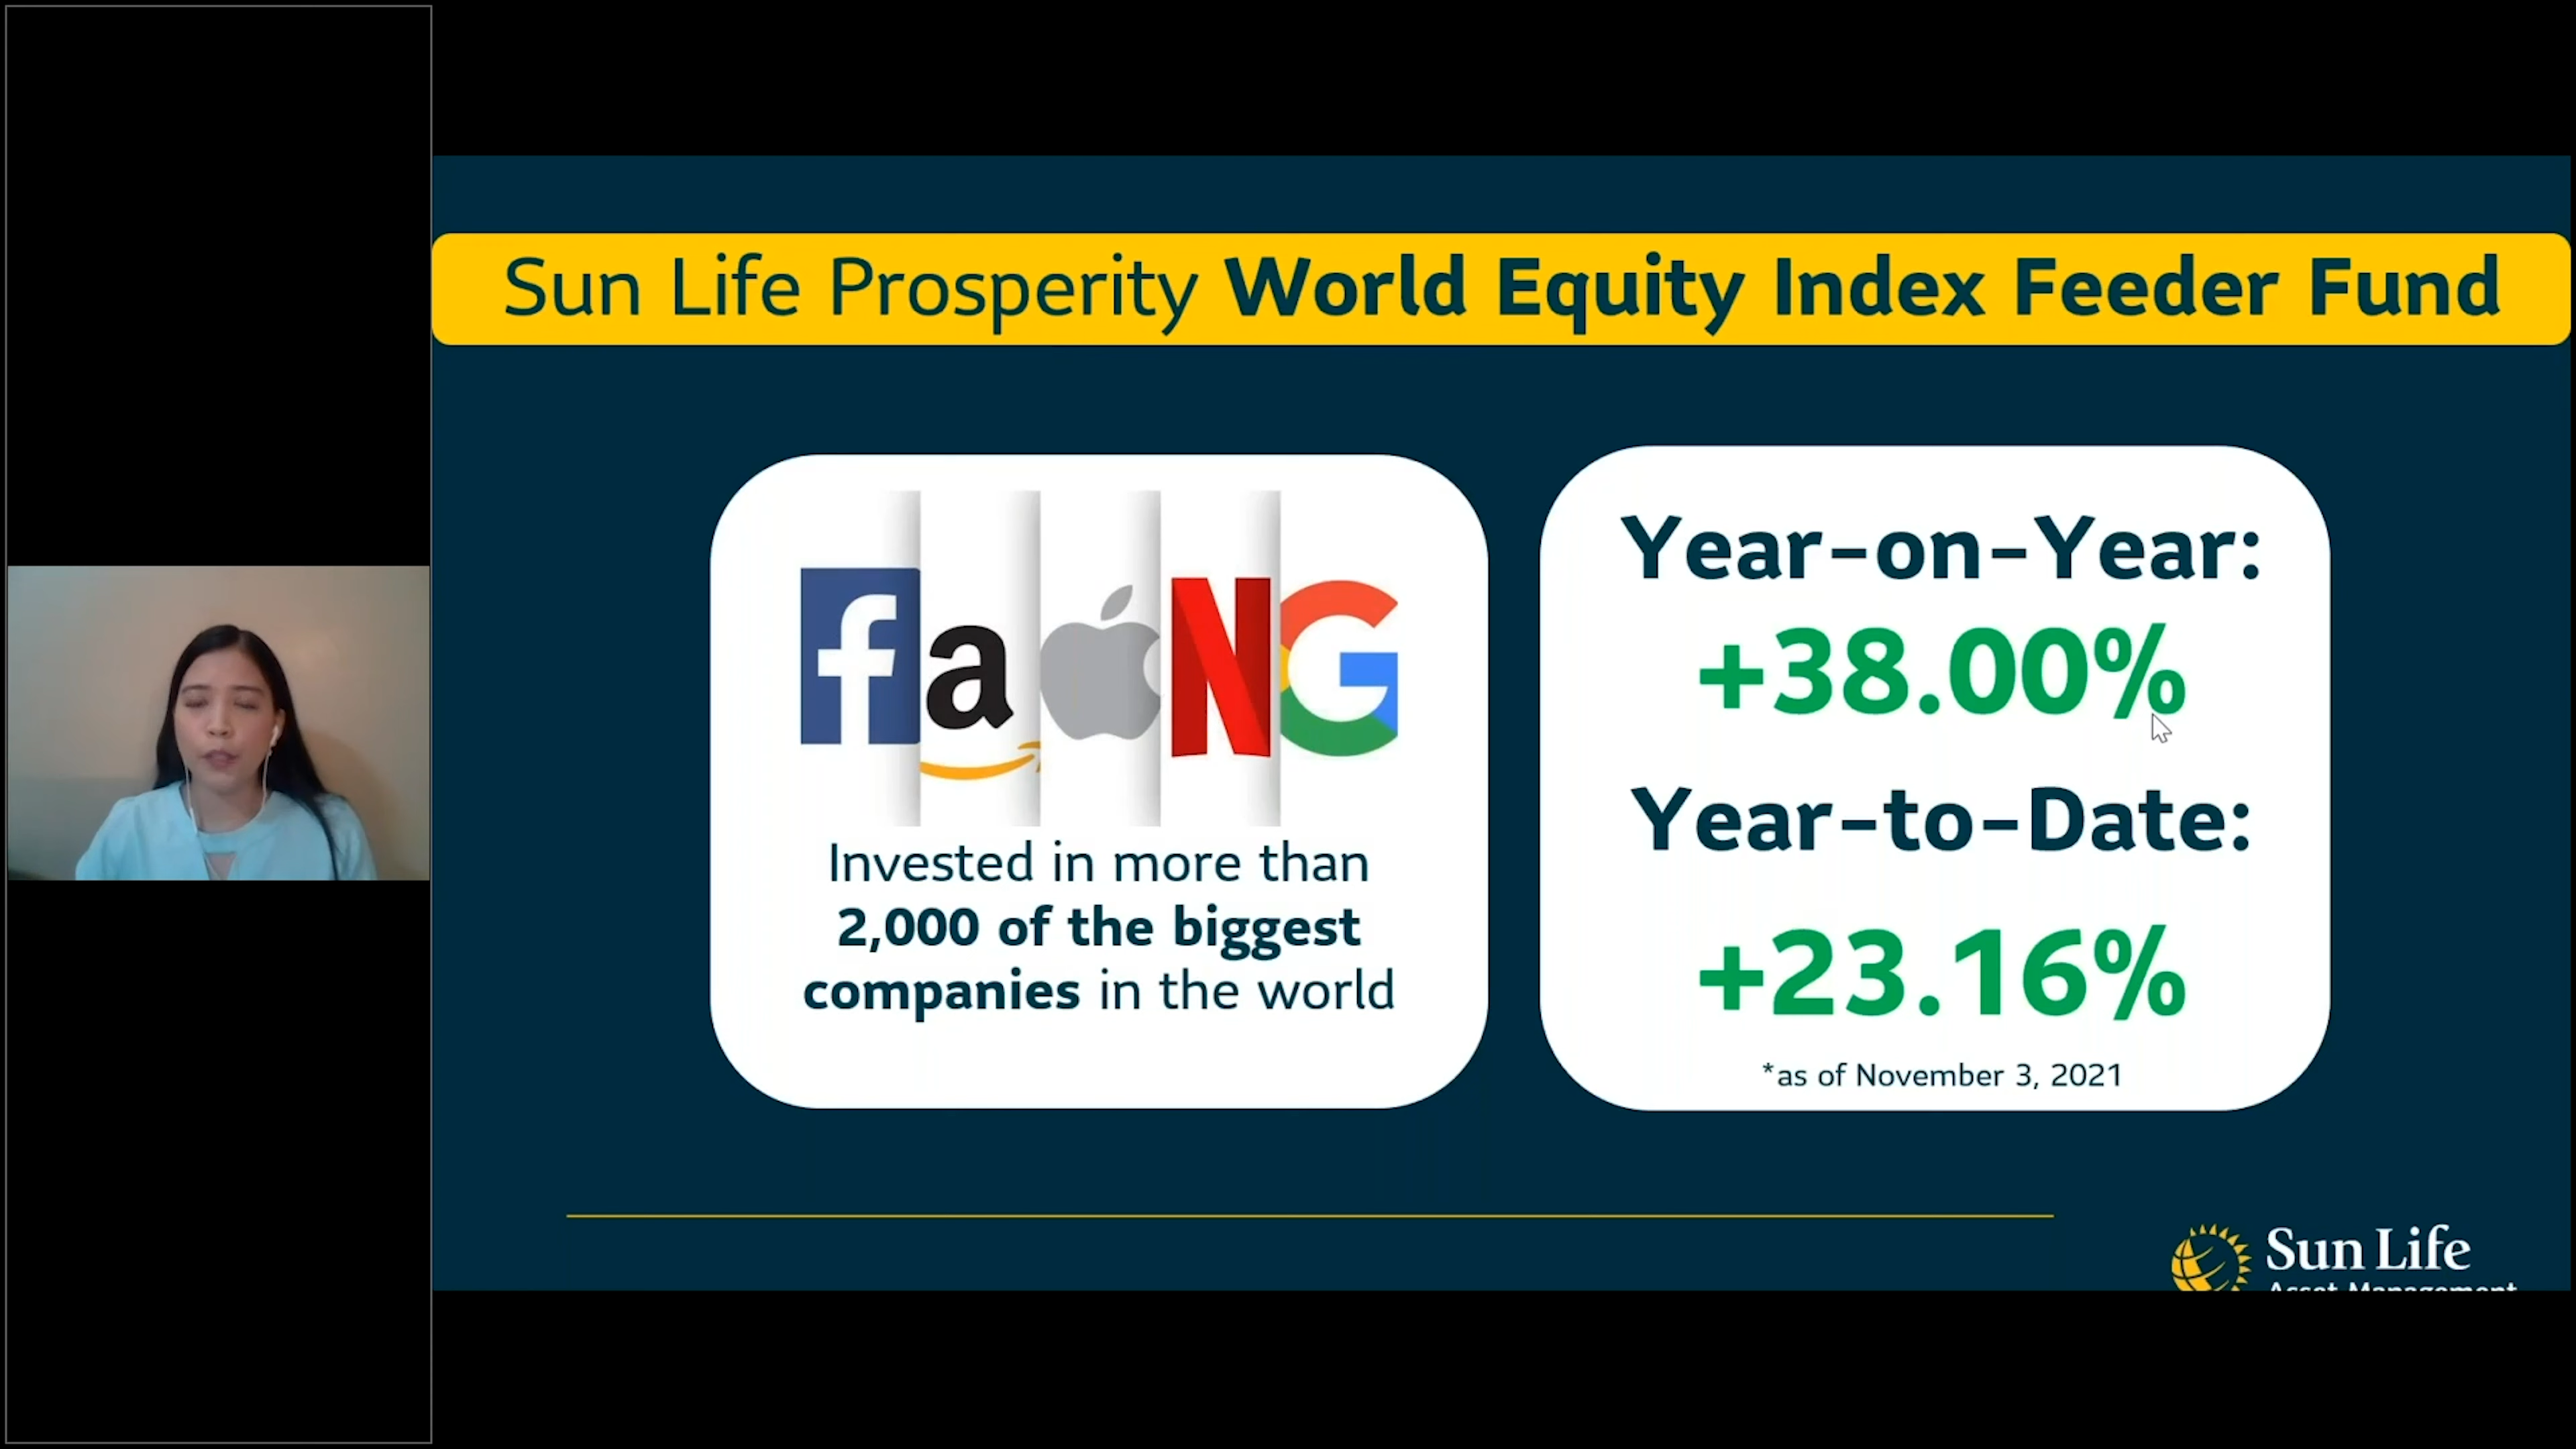 Sun Life Prosperity World Equity Index Feeder Fund
Invested in more than
2,000 of the biggest
companies in the world
Year-on-Year:
+38.00%
Year-to-Date:
+23.16%
*as of November 3, 2021
Sun Life
Asset Management